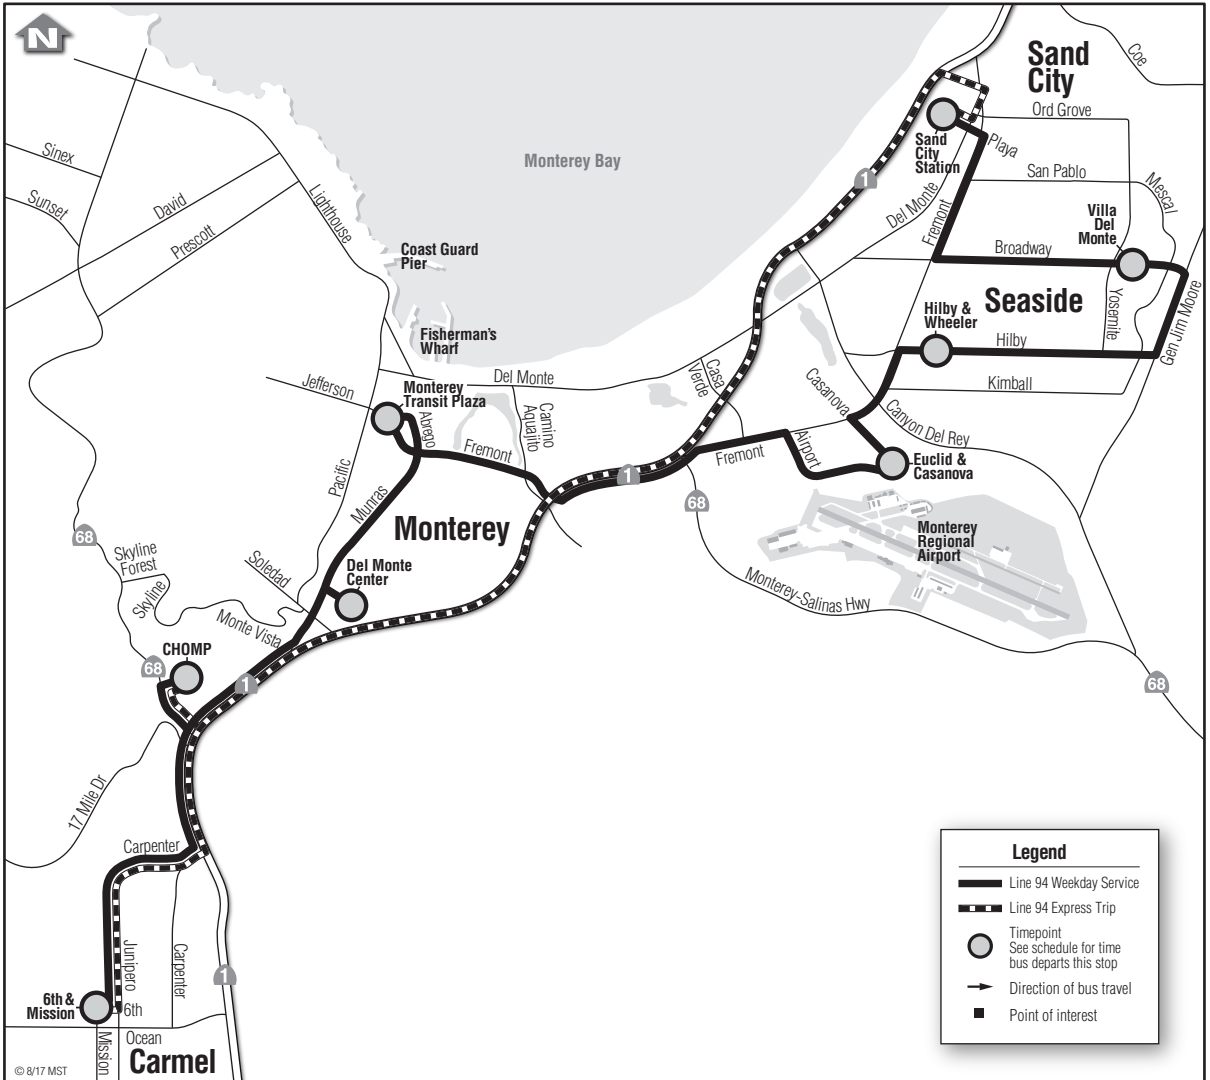 N
Sand
City
Coe
Ord Grove
Sinex
Sunset
David
Prescott
Lighthouse
Monterey Bay
1
Sand
City
Station
Playa
San Pablo
Mescal
Del Monte
Fremont
Villa
Del
Monte
Broadway
Coast Guard
Pier
Fisherman's
Wharf
Seaside
Yosemite
Gen Jim Moore
Hilby &
Wheeler
Hilby
Kimball
Jefferson
Monterey
Transit Plaza
Del Monte
Casa
Verde
Casanova
Canyon Del Rey
Abrego
Camino
Aquajito
Fremont
Fremont
Airport
Euclid &
Casanova
Pacific
Munras
1
68
Monterey
Monterey
Regional
Airport
68
Skyline
Forest
Skyline
Soledad
Del Monte
Center
Monterey-Salinas Hwy
Monte Vista
CHOMP
68
1
68
17 Mile Dr
Carpenter
Junipero
Carpenter
1
6th &
Mission
6th
Mission
Ocean
Carmel
© 8/17 MST
Legend
Line 94 Weekday Service
Line 94 Express Trip
Timepoint
See schedule for time
bus departs this stop
Direction of bus travel
Point of interest